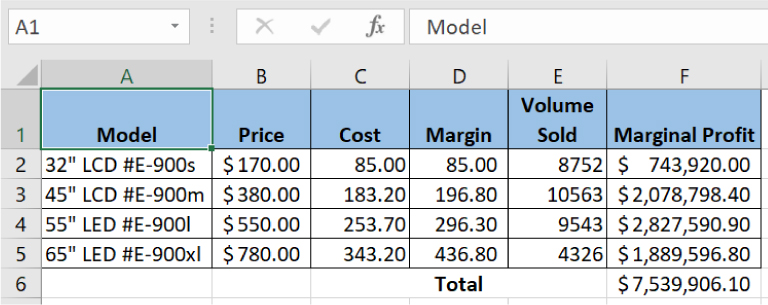 A1 fx Model
A B C D E F
1 Model Price Cost Margin Volume Sold Marginal Profit
2 32" LCD #E-900s $170.00 85.00 85.00 8752 $ 743,920.00
3 45" LCD #E-900m $380.00 183.20 196.80 10563 $2,078,798.40
4 55" LED #E-900l $550.00 253.70 296.30 9543 $2,827,590.90
5 65" LED #E-900xl $780.00 343.20 436.80 4326 $1,889,596.80
6 Total $7,539,906.10